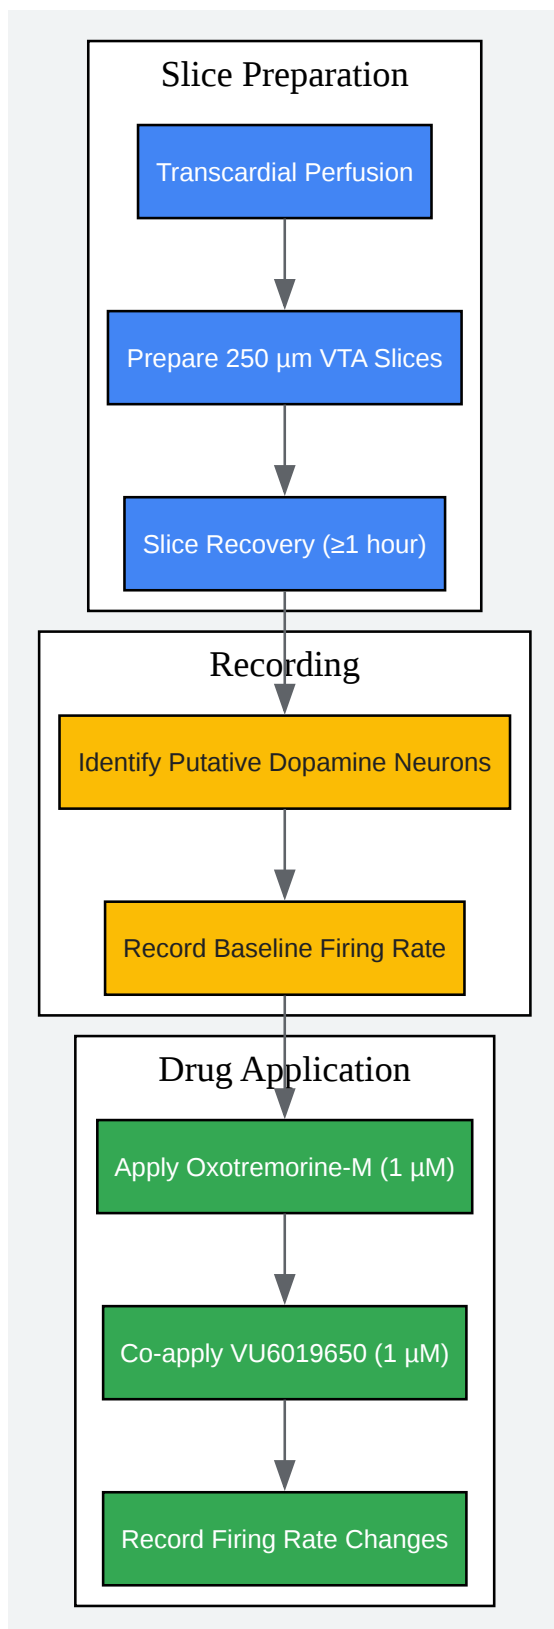 Slice Preparation
Transcardial Perfusion
Prepare 250 µm VTA Slices
Slice Recovery (≥1 hour)
Recording
Identify Putative Dopamine Neurons
Record Baseline Firing Rate
Drug Application
Apply Oxotremorine-M (1 µM)
Co-apply VU6019650 (1 µM)
Record Firing Rate Changes